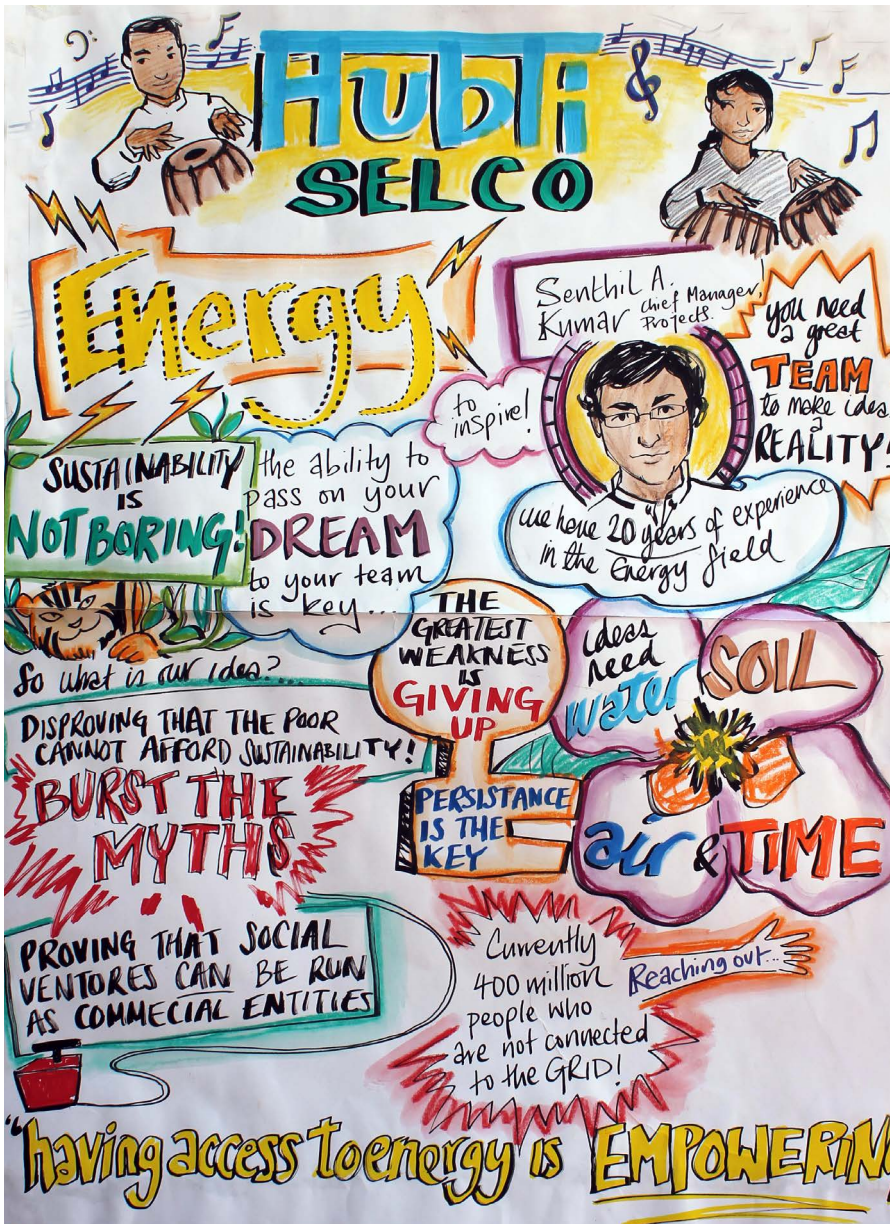 HubTi
SELCO
Energy
Senthil A.
Kumar Chief Manager,
Projects.
to
inspire!
you need
a great
TEAM
to make ideas
a
REALITY!
we have 20 years of experience
in the Energy field
SUSTAINABILITY
IS
NOT BORING!
the ability to
pass on your
DREAM
to your team
is key...
So what is our idea?....
DISPROVING THAT THE POOR
CANNOT AFFORD SUSTAINABILITY!
BURST THE
MYTHS
THE
GREATEST
WEAKNESS
IS
GIVING
UP
PERSISTANCE
IS THE
KEY
ideas
need
water
SOIL
air & TIME
PROVING THAT SOCIAL
VENTORES CAN BE RUN
AS COMMECIAL ENTITIES
Currently
400 million
people who
are not connected
to the GRID!
Reaching out...
"having access to energy is EMPOWERIN